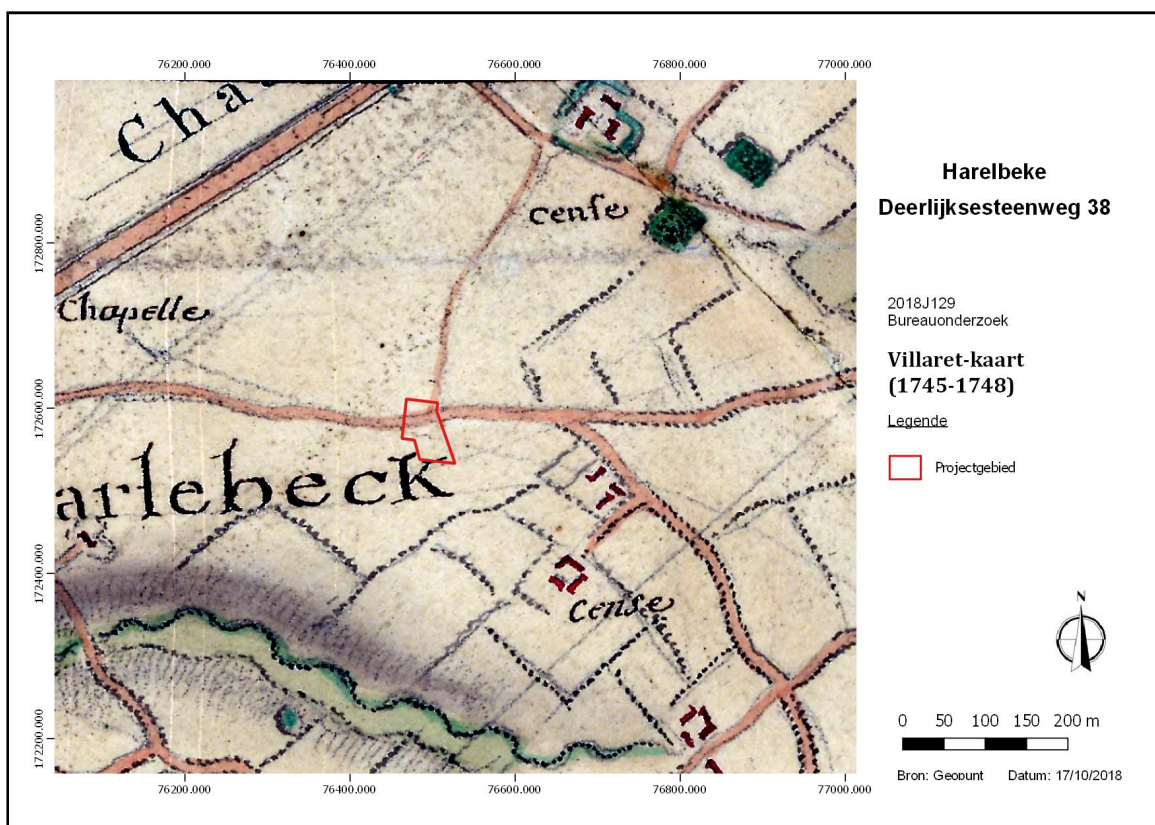 76200.000 76400.000 76600.000 76800.000 77000.000
Cha
172800.000
cense
Chapelle
172600.000
arlebeck
172400.000
Cense
172200.000
76200.000 76400.000 76600.000 76800.000 77000.000
Harelbeke
Deerlijksesteenweg 38
2018J129
Bureauonderzoek
Villaret-kaart
(1745-1748)
Legende
Projectgebied
N
0 50 100 150 200 m
Bron: Geopunt Datum: 17/10/2018